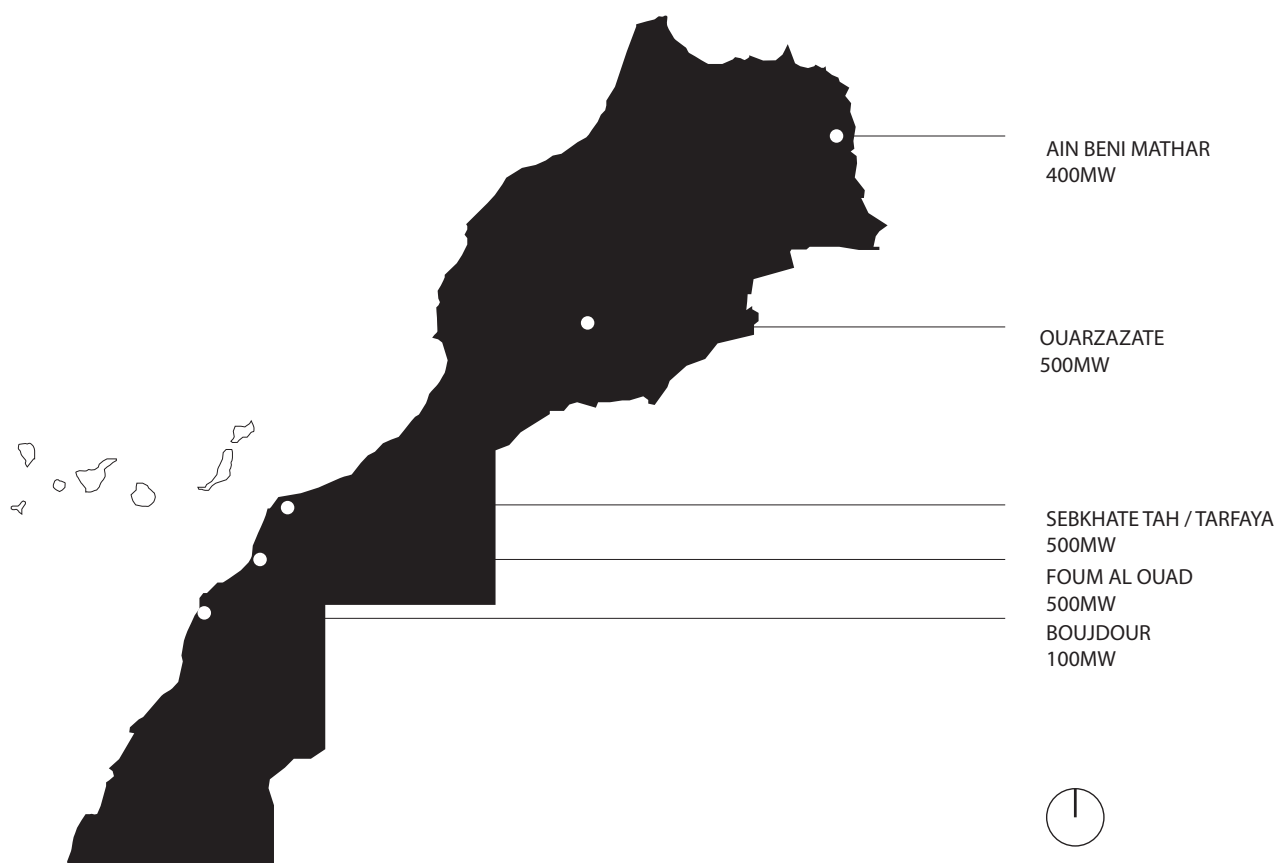 AIN BENI MATHAR
400MW
OUARZAZATE
500MW
SEBKHATE TAH / TARFAYA
500MW
FOUM AL OUAD
500MW
BOUJDOUR
100MW